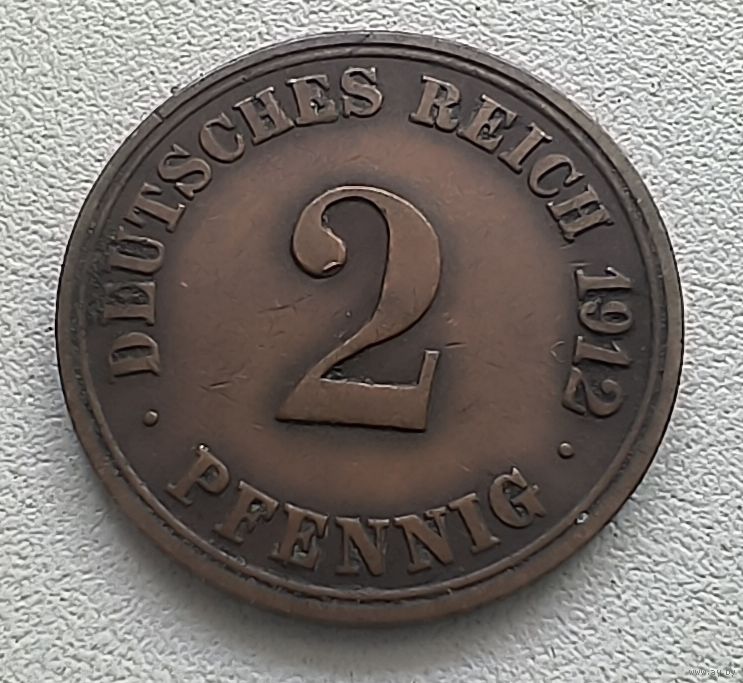 DEUTSCHES REICH 1912
2
PFENNIG